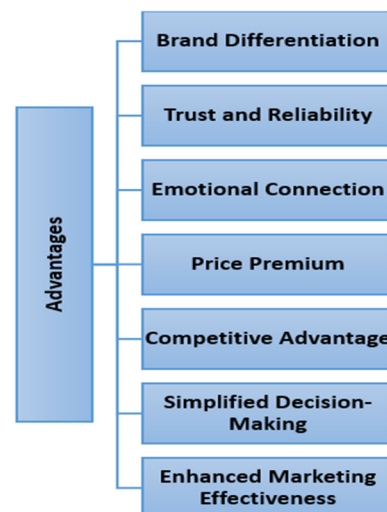 Advantages
Brand Differentiation
Trust and Reliability
Emotional Connection
Price Premium
Competitive Advantage
Simplified Decision-
Making
Enhanced Marketing
Effectiveness